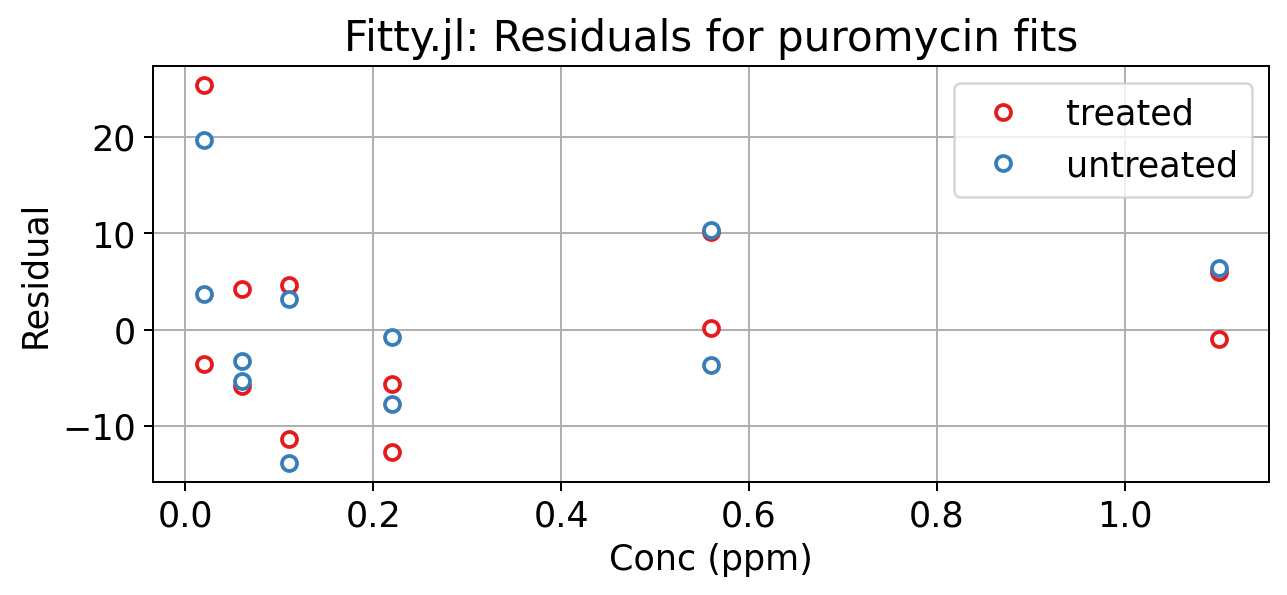 Fitty.jl: Residuals for puromycin fits
treated
untreated
Residual
20
10
0
−10
0.0 0.2 0.4 0.6 0.8 1.0
Conc (ppm)